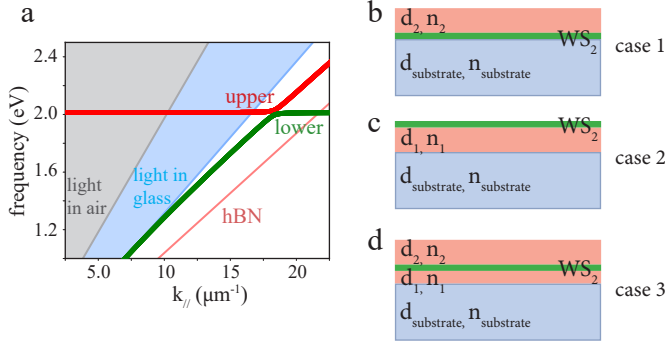 a
2.4
2.0
1.6
1.2
frequency (eV)
upper
lower
light
in air
light in
glass
hBN
5.0
10
15
20
k// (μm-1)
b
d2, n2
WS2
dsubstrate, nsubstrate
case 1
c
WS2
d1, n1
dsubstrate, nsubstrate
case 2
d
d2, n2
WS2
d1, n1
dsubstrate, nsubstrate
case 3